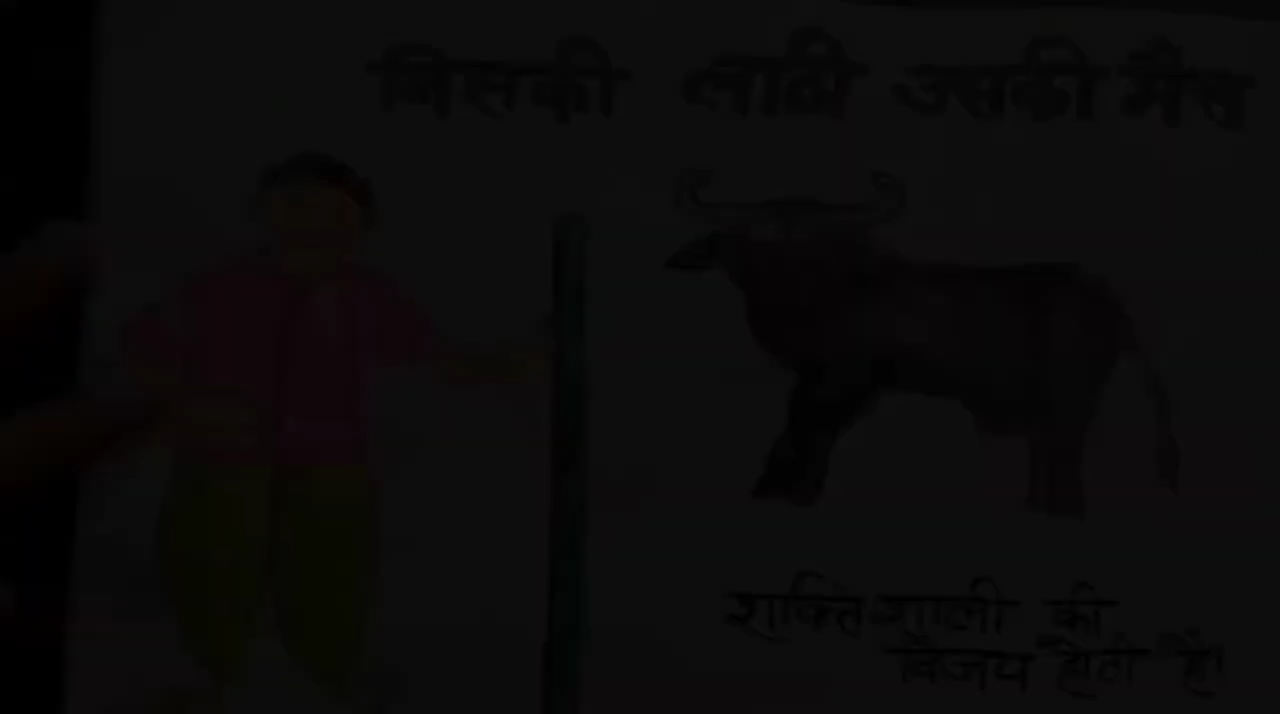 जिसकी लाठी उसकी भैंस
शक्तिशाली की
विजय होती है।